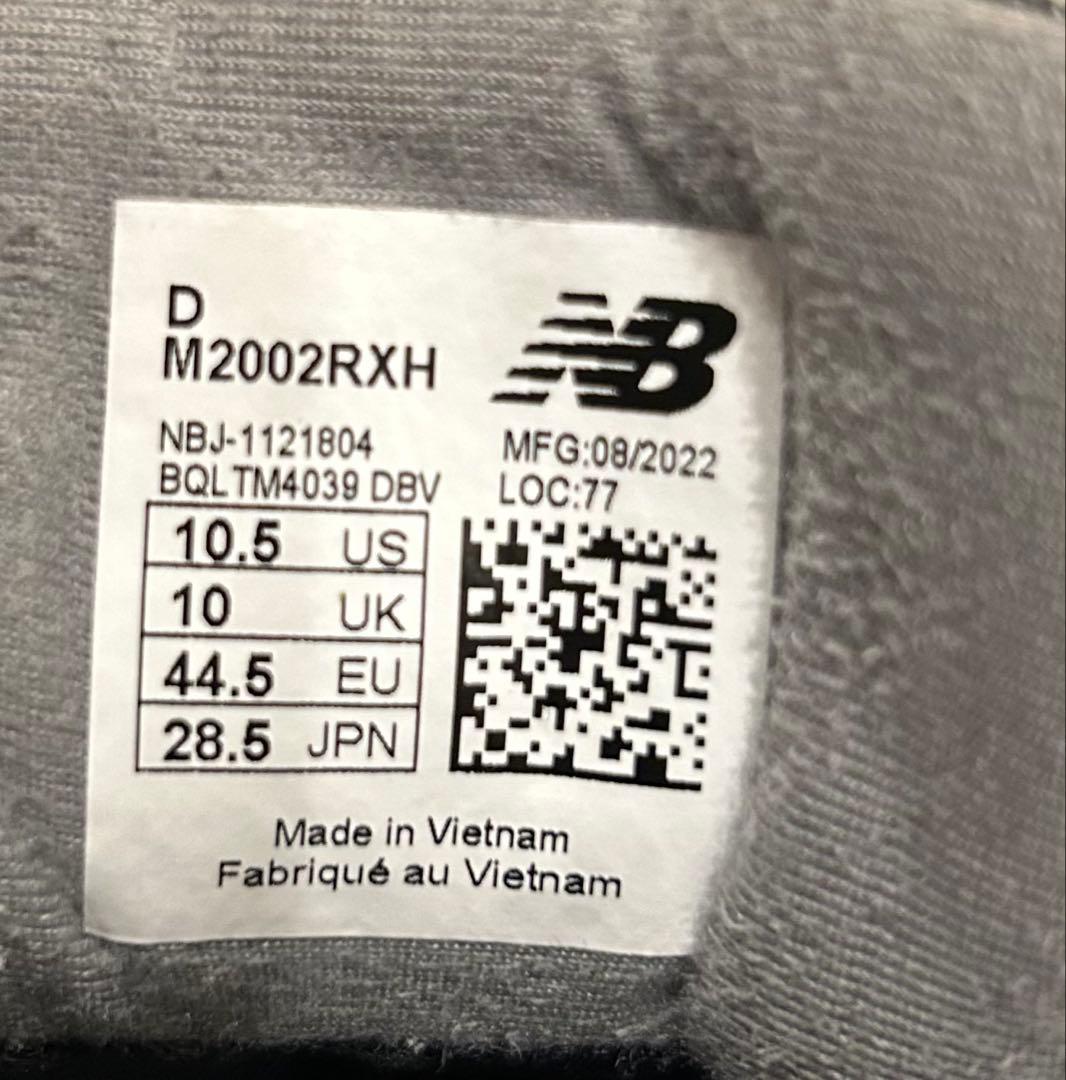 D
M2002RXH
NB
NBJ-1121804
MFG:08/2022
BQLTM4039 DBV
LOC:77
10.5 US
10 UK
44.5 EU
28.5 JPN
Made in Vietnam
Fabriqué au Vietnam